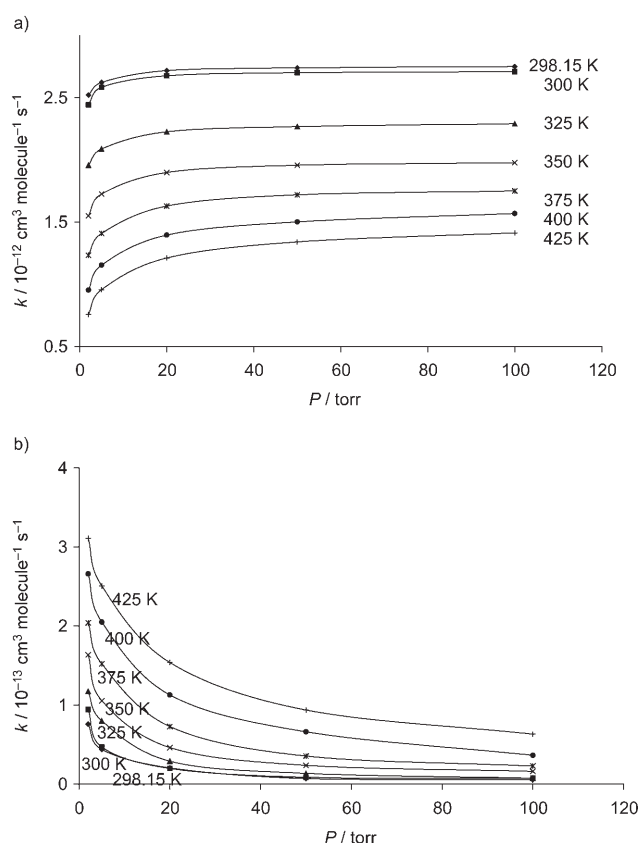 a)
k / 10⁻¹² cm³ molecule⁻¹ s⁻¹
2.5
1.5
0.5
298.15 K
300 K
325 K
350 K
375 K
400 K
425 K
0 20 40 60 80 100 120
P / torr
b)
k / 10⁻¹³ cm³ molecule⁻¹ s⁻¹
4
3
2
1
0
425 K
400 K
375 K
350 K
325 K
300 K
298.15 K
0 20 40 60 80 100 120
P / torr